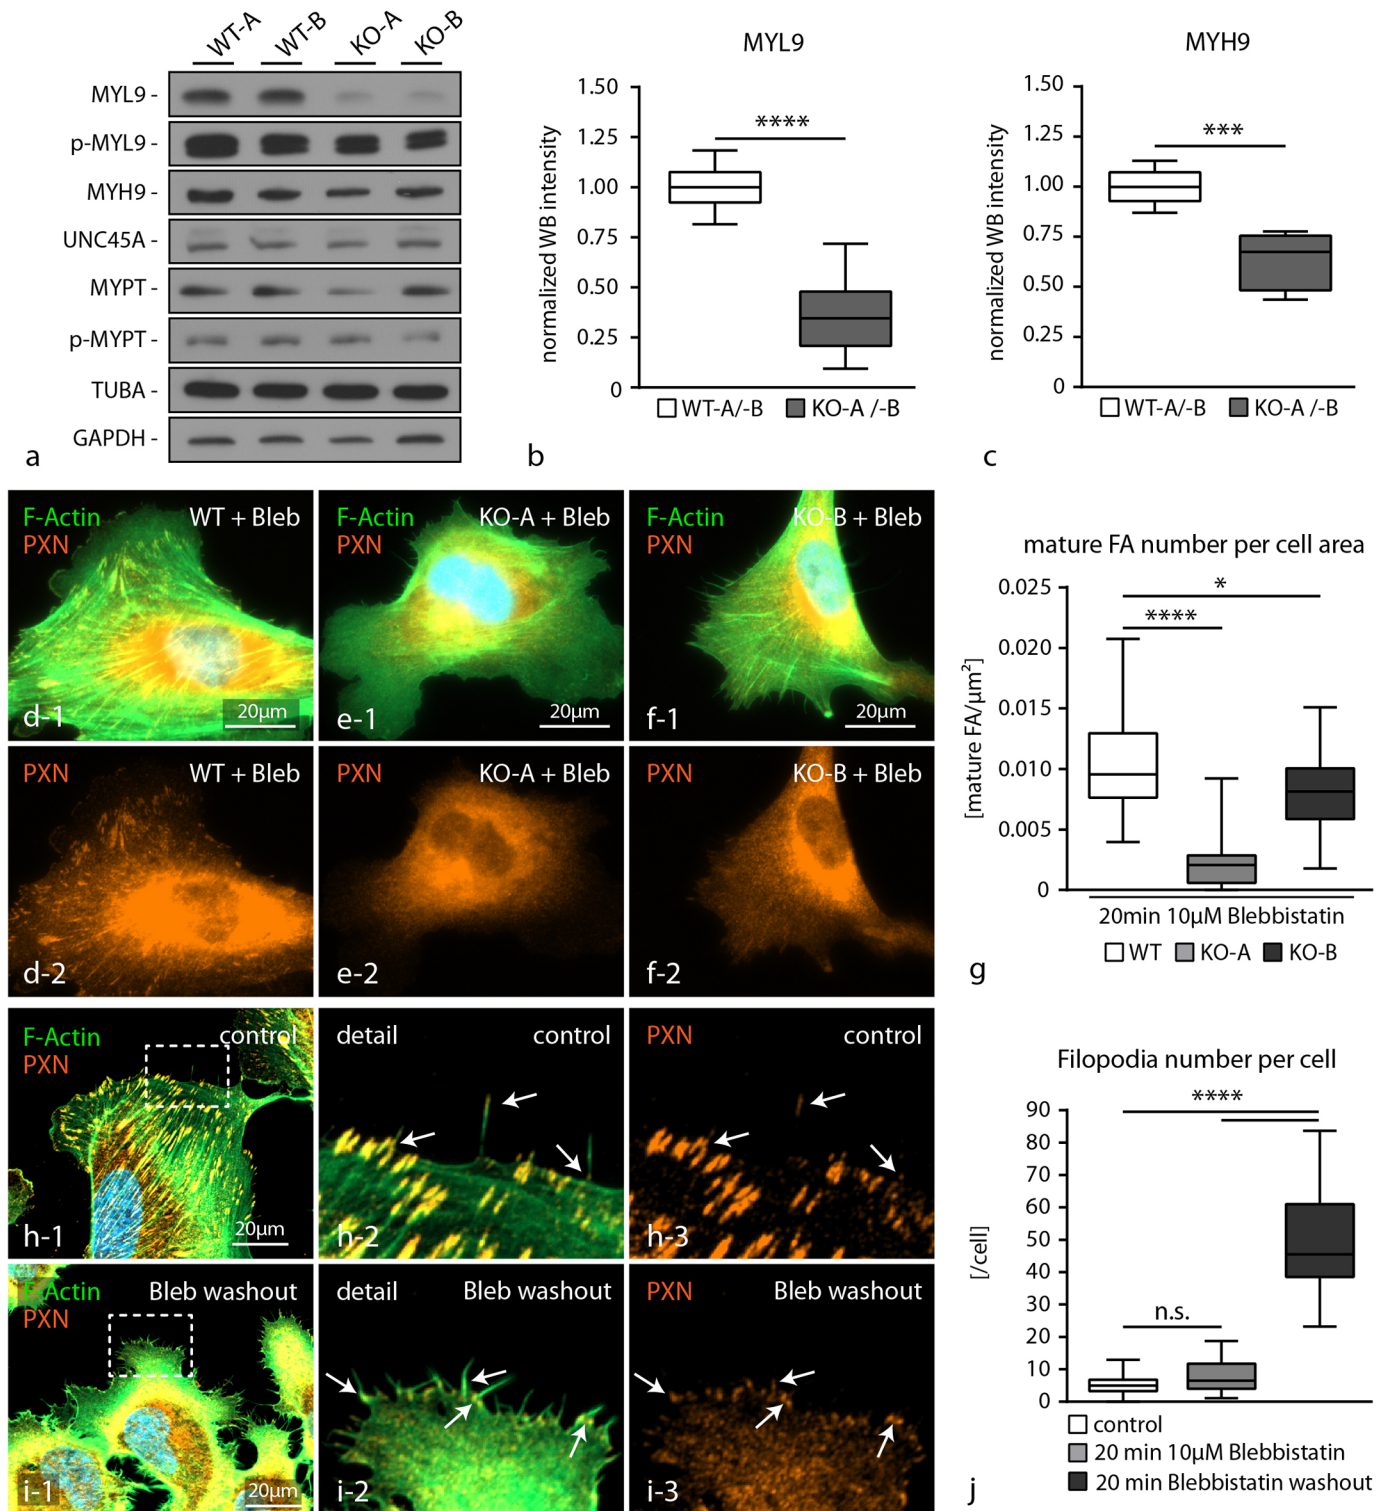 WT-A WT-B KO-A KO-B
MYL9 -
p-MYL9 -
MYH9 -
UNC45A -
MYPT -
p-MYPT -
TUBA -
GAPDH -
a
MYL9
normalized WB intensity
1.50
1.25
1.00
0.75
0.50
0.25
0
****
WT-A/-B KO-A /-B
b
MYH9
normalized WB intensity
1.50
1.25
1.00
0.75
0.50
0.25
0
***
WT-A/-B KO-A /-B
c
F-Actin WT + Bleb
PXN
d-1 20µm
F-Actin KO-A + Bleb
PXN
e-1 20µm
F-Actin KO-B + Bleb
PXN
f-1 20µm
PXN WT + Bleb
d-2
PXN KO-A + Bleb
e-2
PXN KO-B + Bleb
f-2
mature FA number per cell area
[mature FA/µm²]
0.025
0.020
0.015
0.010
0.005
0
*
****
20min 10µM Blebbistatin
WT KO-A KO-B
g
F-Actin control
PXN
h-1 20µm
detail control
h-2
PXN control
h-3
F-Actin Bleb washout
PXN
i-1 20µm
detail Bleb washout
i-2
PXN Bleb washout
i-3
Filopodia number per cell
[/cell]
90
80
70
60
50
40
30
20
10
0
****
n.s.
control
20 min 10µM Blebbistatin
20 min Blebbistatin washout
j